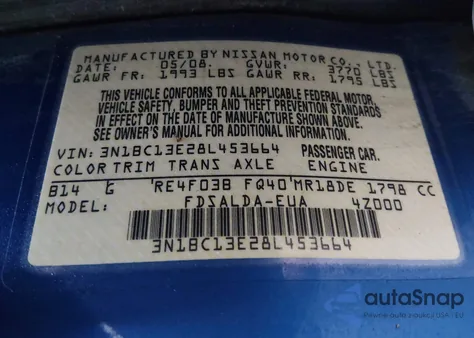 MANUFACTURED BY NISSAN MOTOR CO., LTD.
DATE: 05/08. GVWR: 3770 LBS
GAWR FR: 1993 LBS GAWR RR: 1795 LBS
THIS VEHICLE CONFORMS TO ALL APPLICABLE FEDERAL MOTOR
VEHICLE SAFETY, BUMPER AND THEFT PREVENTION STANDARDS
IN EFFECT ON THE DATE OF MANUFACTURE SHOWN ABOVE.
SEE OWNER'S MANUAL FOR ADDITIONAL INFORMATION.
VIN: 3N1BC13E28L453664 PASSENGER CAR.
COLOR TRIM TRANS AXLE ENGINE
B14 G RE4F03B FQ40 MR18DE 1798 CC
FDSALDA-EUA 4Z000
3N1BC13E28L453664
autoSnap